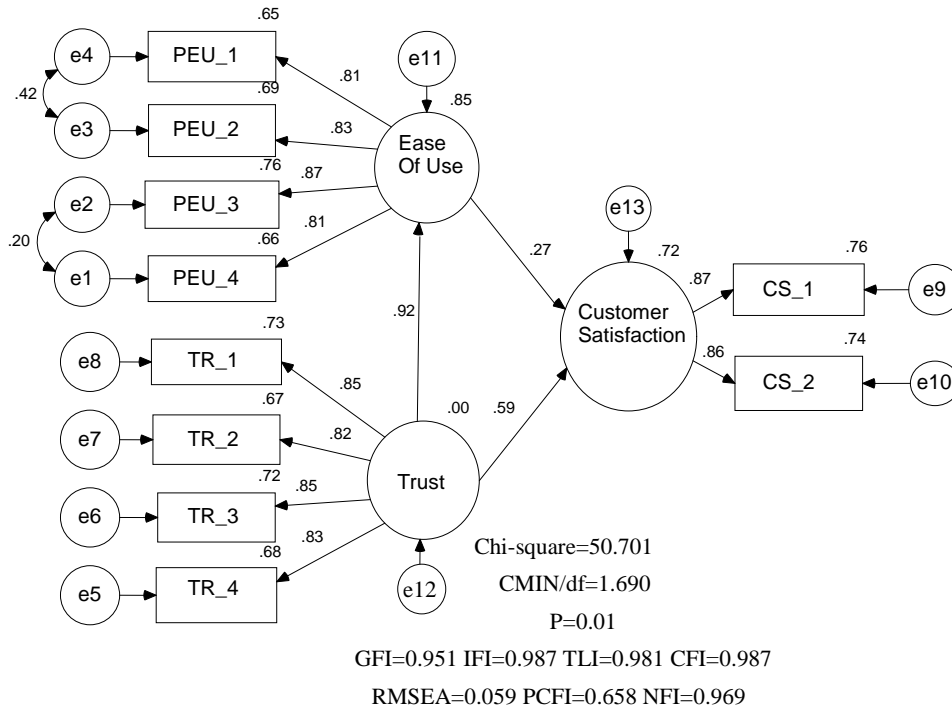 .65
e4
PEU_1
e11
.81
.42
.69
.85
e3
PEU_2
.83
Ease
Of Use
.76
.87
e2
PEU_3
e13
.20
.66
.81
.27
.72
.76
e1
PEU_4
.87
CS_1
e9
Customer
Satisfaction
.73
.92
.86
.74
e8
TR_1
.85
CS_2
e10
.67
.00
.59
e7
TR_2
.82
.72
.85
Trust
e6
TR_3
.68
.83
Chi-square=50.701
e5
TR_4
e12
CMIN/df=1.690
P=0.01
GFI=0.951 IFI=0.987 TLI=0.981 CFI=0.987
RMSEA=0.059 PCFI=0.658 NFI=0.969